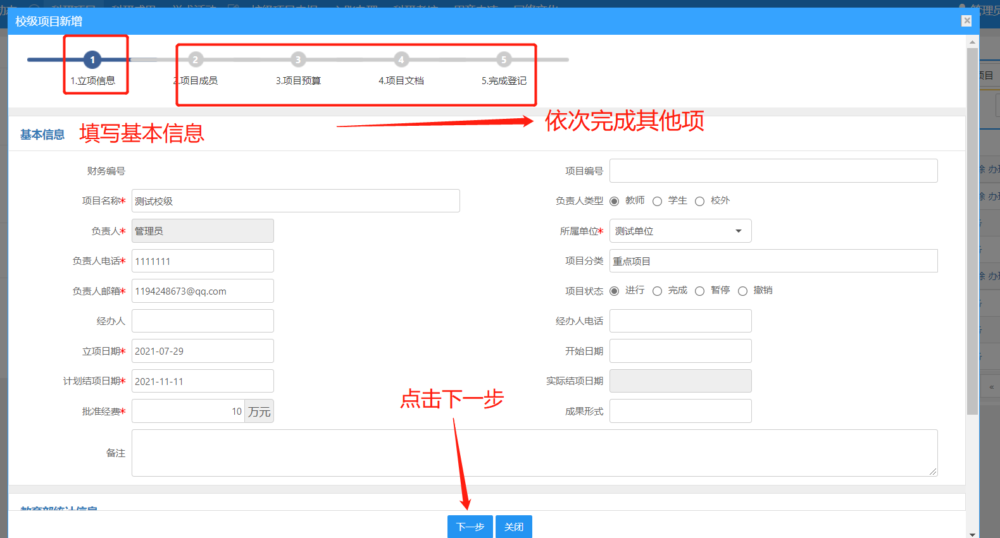 校级项目新增
1 2 3 4 5
1.立项信息 2.项目成员 3.项目预算 4.项目文档 5.完成登记
项目
依次完成其他项
基本信息 填写基本信息
财务编号 项目编号
项目名称* 测试校级 负责人类型 教师 学生 校外
负责人* 管理员 所属单位* 测试单位
负责人电话* 1111111 项目分类 重点项目
负责人邮箱* 1194248673@qq.com 项目状态 进行 完成 暂停 撤销
经办人 经办人电话
立项日期* 2021-07-29 开始日期
计划结项日期* 2021-11-11 实际结项日期
«
点击下一步
批准经费* 10 万元 成果形式
备注
教育部统计信息
下一步 关闭